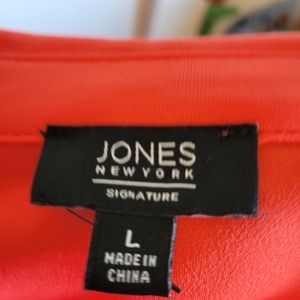 JONES
NEW YORK
SIGNATURE
L
MADE IN
CHINA